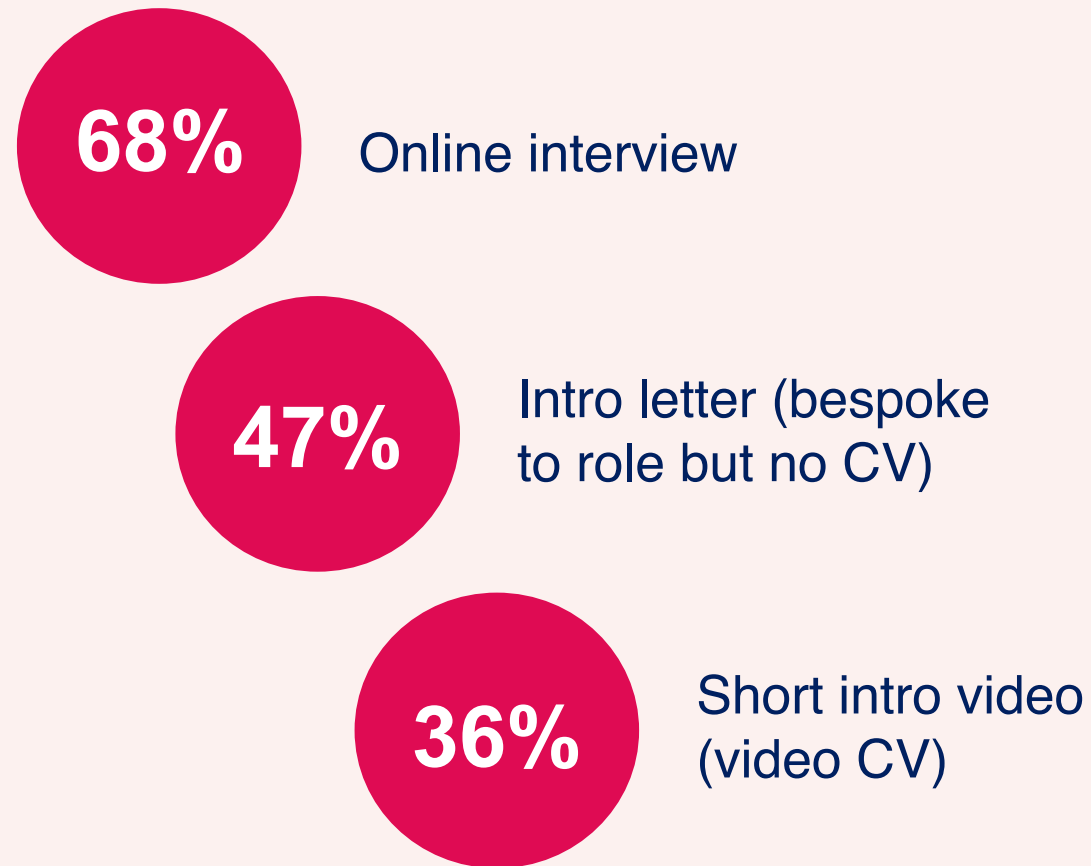 68%
Online interview
47%
Intro letter (bespoke
to role but no CV)
36%
Short intro video
(video CV)